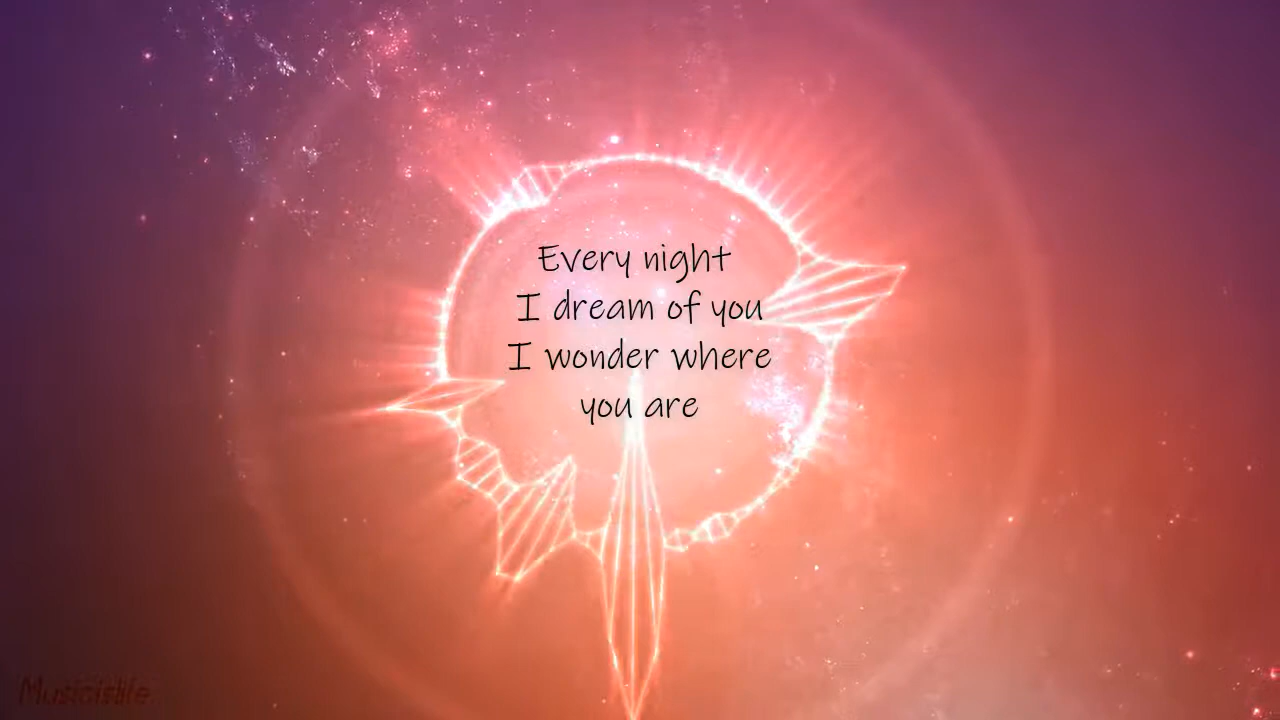 Every night
I dream of you
I wonder where
you are
Musicislife